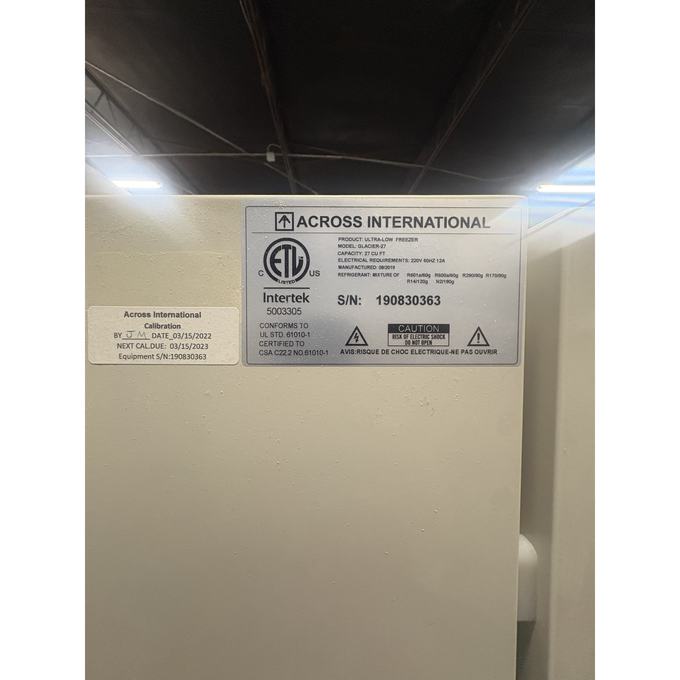 ACROSS INTERNATIONAL
PRODUCT: ULTRA-LOW FREEZER
MODEL: GLACIER-27
CAPACITY: 27 CU FT
ELECTRICAL REQUIREMENTS: 220V 60HZ 12A
MANUFACTURED: 08/2019
REFRIGERANT: MIXTURE OF R601a/60g R600a/60g R290/90g R170/90g
R14/120g N2/180g
ETL
C US
LISTED
Intertek
5003305
S/N: 190830363
CONFORMS TO
UL STD. 61010-1
CERTIFIED TO
CSA C22.2 NO.61010-1
CAUTION
RISK OF ELECTRIC SHOCK
DO NOT OPEN
AVIS:RISQUE DE CHOC ELECTRIQUE-NE PAS OUVRIR
Across International
Calibration
BY JM DATE 03/15/2022
NEXT CAL.DUE: 03/15/2023
Equipment S/N:190830363